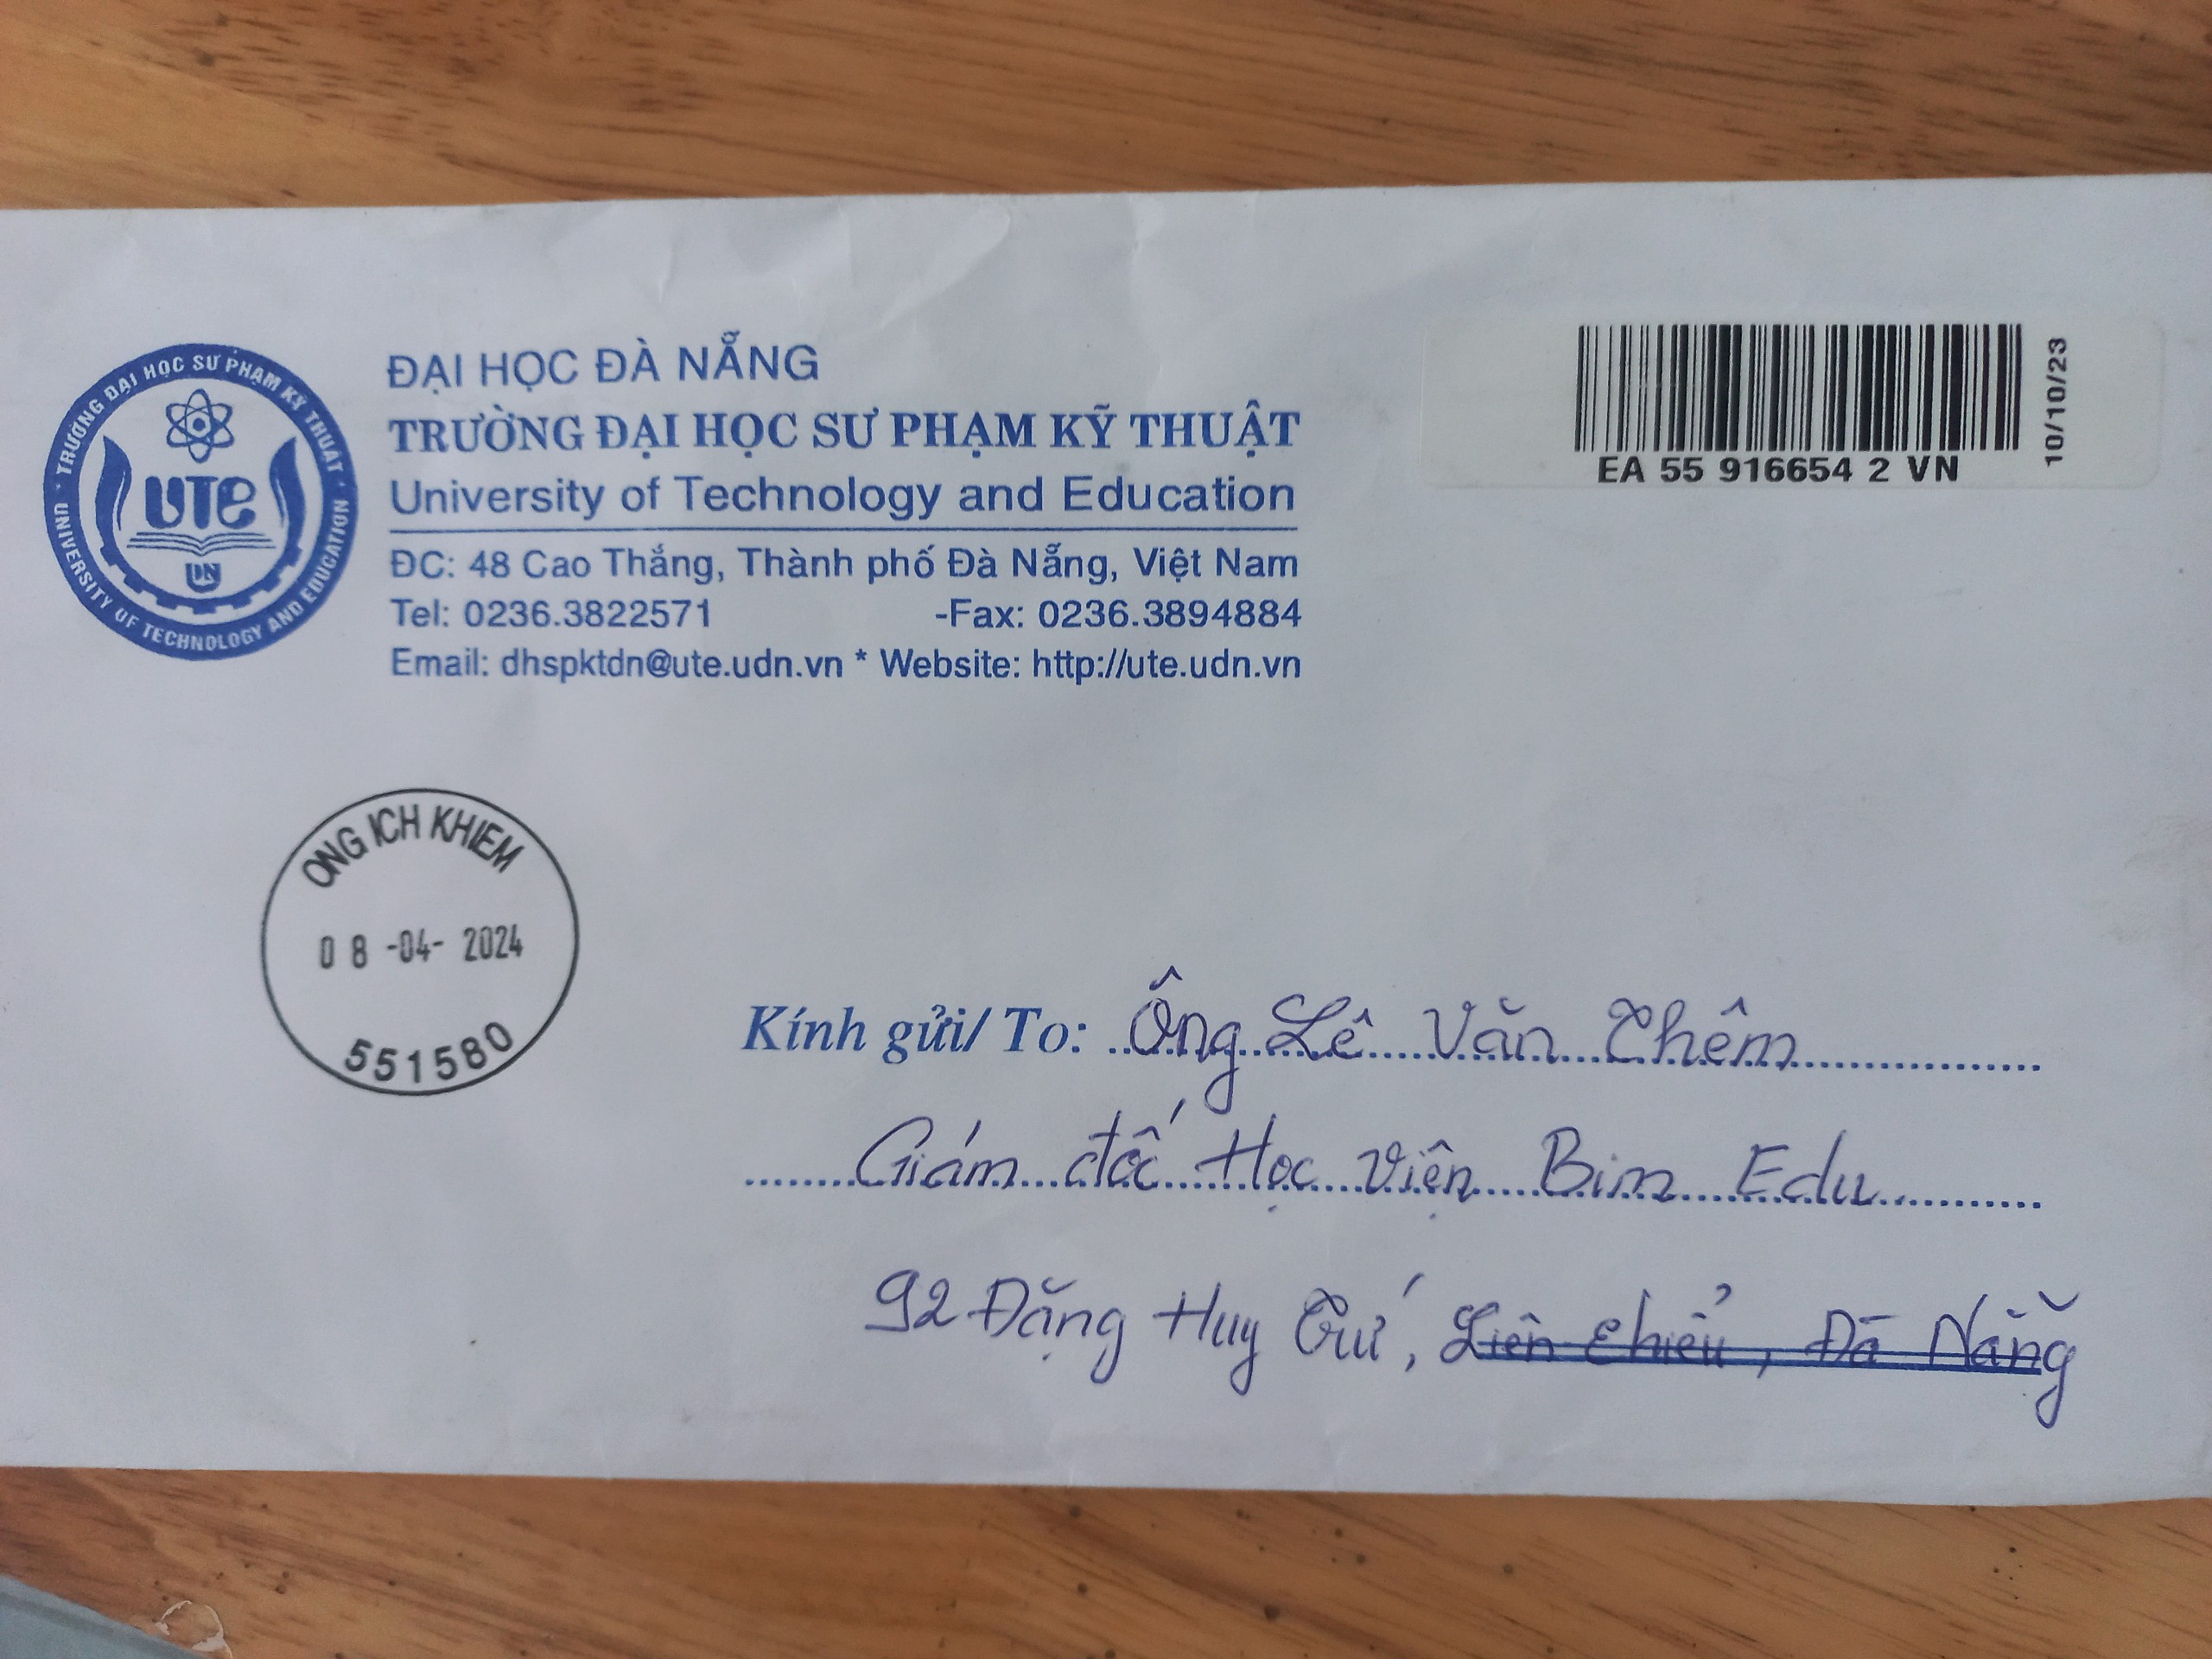 TRƯỜNG ĐẠI HỌC SƯ PHẠM KỸ THUẬT
UNIVERSITY OF TECHNOLOGY AND EDUCATION
UTE
UDN
ĐẠI HỌC ĐÀ NẴNG
TRƯỜNG ĐẠI HỌC SƯ PHẠM KỸ THUẬT
University of Technology and Education
ĐC: 48 Cao Thắng, Thành phố Đà Nẵng, Việt Nam
Tel: 0236.3822571 -Fax: 0236.3894884
Email: dhspktdn@ute.udn.vn * Website: http://ute.udn.vn
EA 55 916654 2 VN
10/10/23
ONG ICH KHIEM
08 -04- 2024
551580
Kính gửi/ To: Ông Lê Văn Thêm
Giám đốc Học viện Bim Edu
92 Đặng Huy Trứ, Liên Chiểu, Đà Nẵng